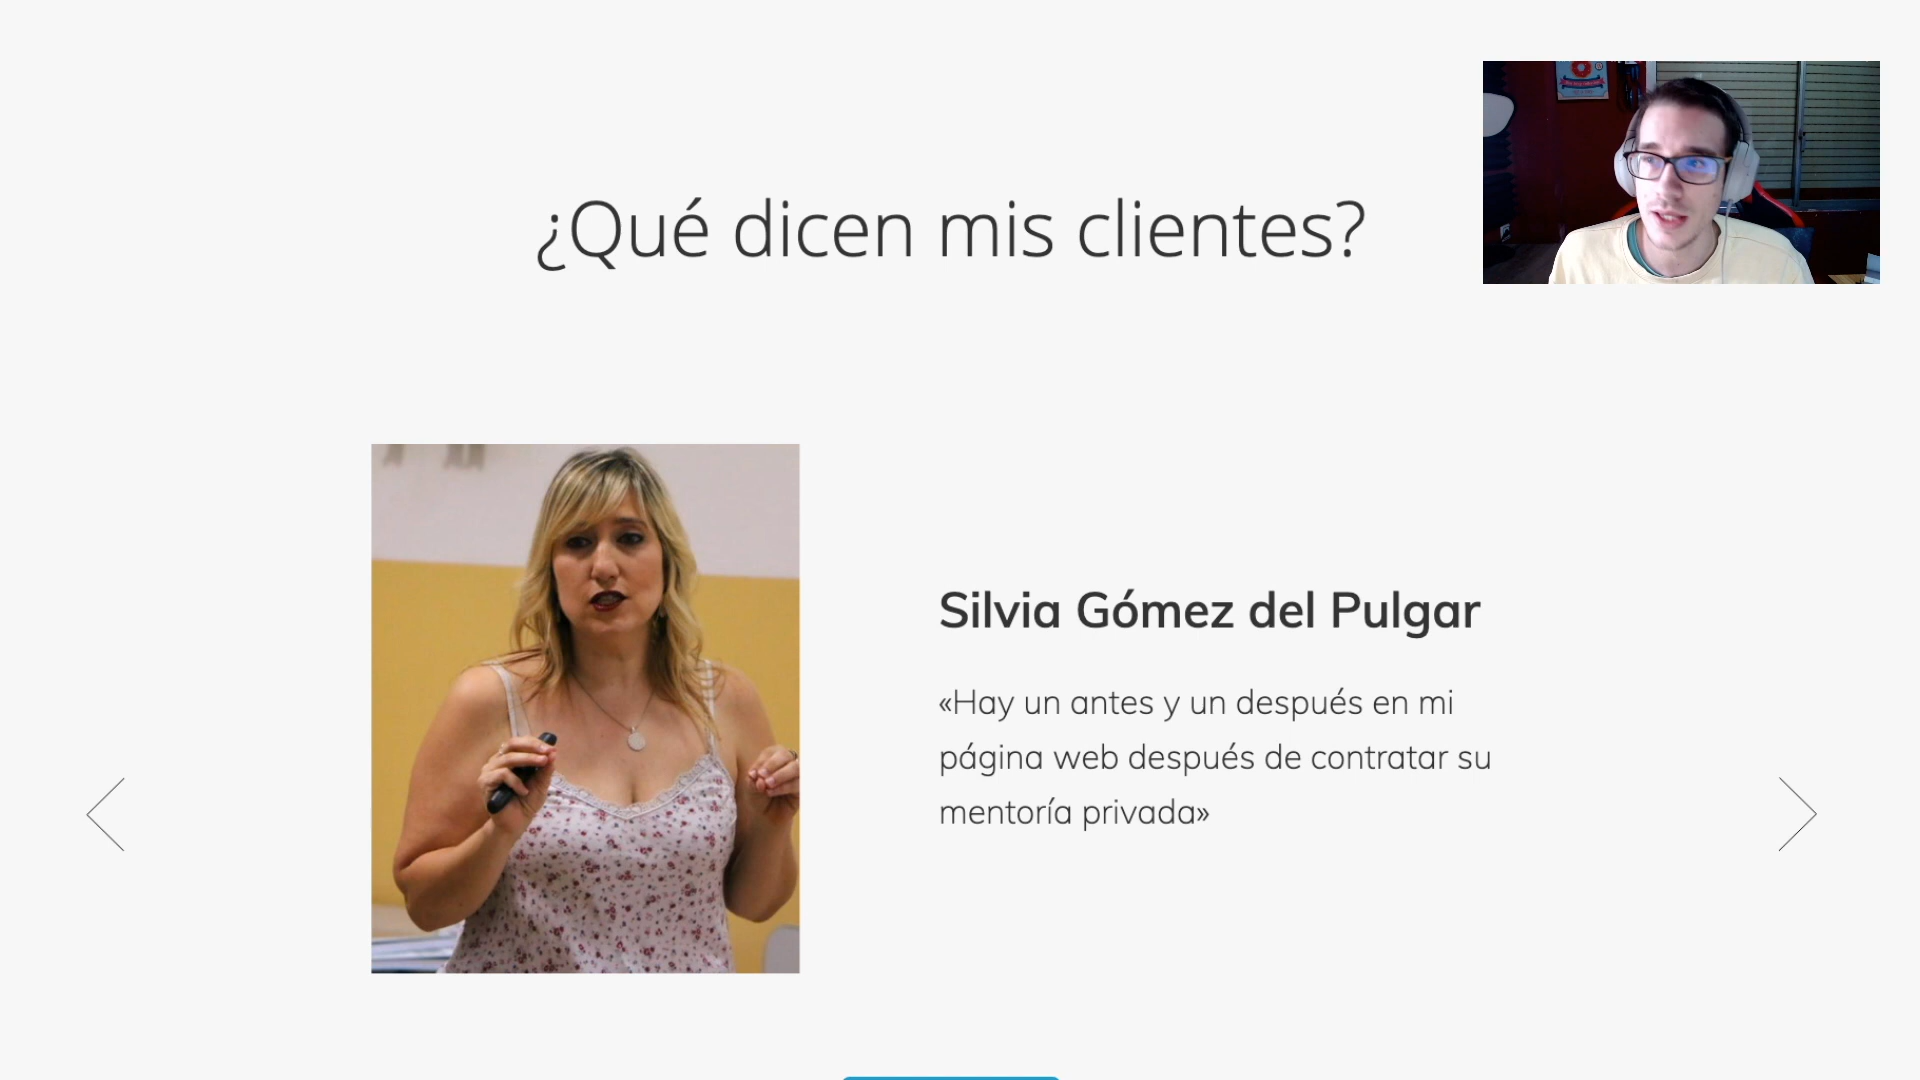 ¿Qué dicen mis clientes?
Silvia Gómez del Pulgar
«Hay un antes y un después en mi
página web después de contratar su
mentoría privada»